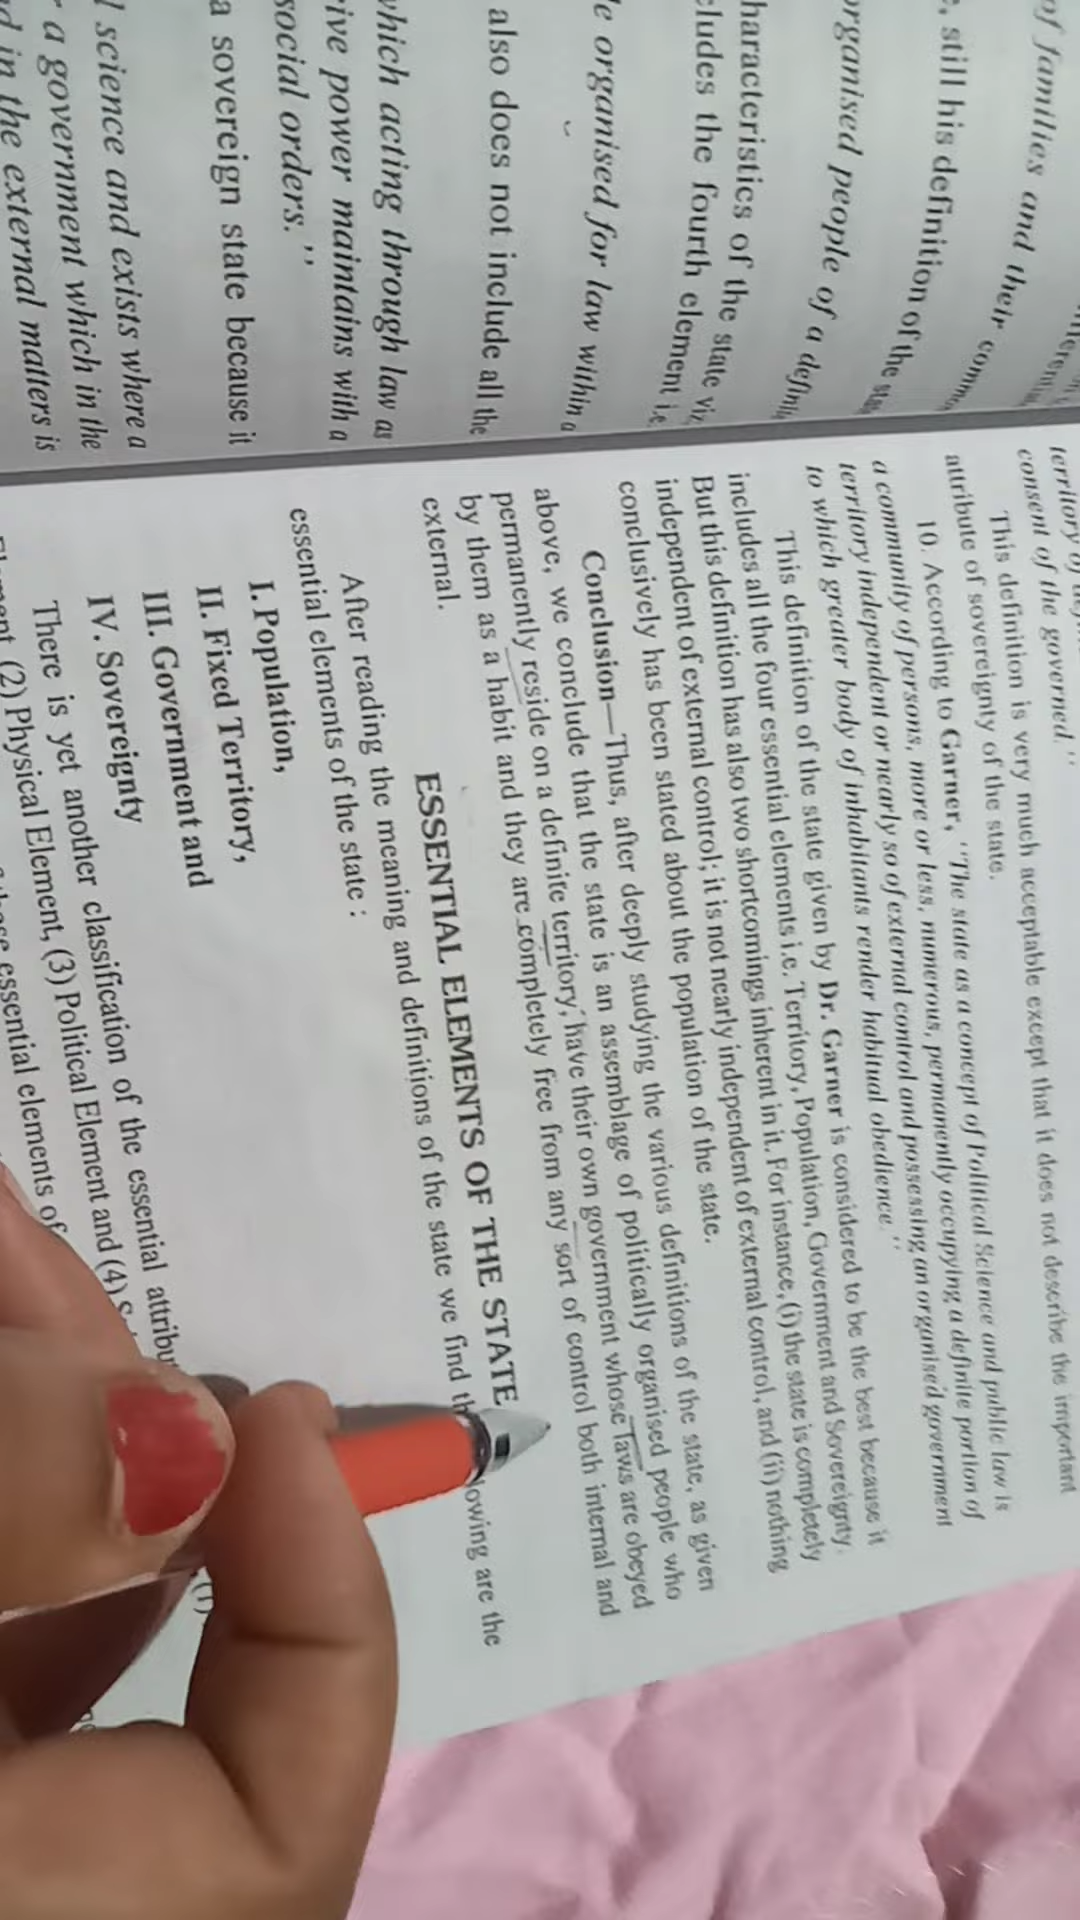 of families and their
, still his definition of the
organised people of a
characteristics of the state viz.
cludes the fourth element i.e.
e organised for law within a
also does not include all the
which acting through law as
ive power maintains with a
social orders.''
a sovereign state because it
l science and exists where a
a government which in the
d in the external matters is
territory
consent of the governed.''
This definition is very much acceptable except that it does not describe the important
attribute of sovereignty of the state.
10. According to Garner, ''The state as a concept of Political Science and public law is
a community of persons, more or less, numerous, permanently occupying a definite portion of
territory independent or nearly so of external control and possessing an organised government
to which greater body of inhabitants render habitual obedience.''
This definition of the state given by Dr. Garner is considered to be the best because it
includes all the four essential elements i.e. Territory, Population, Government and Sovereignty.
But this definition has also two shortcomings inherent in it. For instance, (i) the state is completely
independent of external control; it is not nearly independent of external control, and (ii) nothing
conclusively has been stated about the population of the state.
Conclusion—Thus, after deeply studying the various definitions of the state, as given
above, we conclude that the state is an assemblage of politically organised people who
permanently reside on a definite territory, have their own government whose laws are obeyed
by them as a habit and they are completely free from any sort of control both internal and
external.
ESSENTIAL ELEMENTS OF THE STATE
After reading the meaning and definitions of the state we find th lowing are the
essential elements of the state :
I. Population,
II. Fixed Territory,
III. Government and
IV. Sovereignty
There is yet another classification of the essential attribu (1)
(2) Physical Element, (3) Political Element and (4)
essential elements of